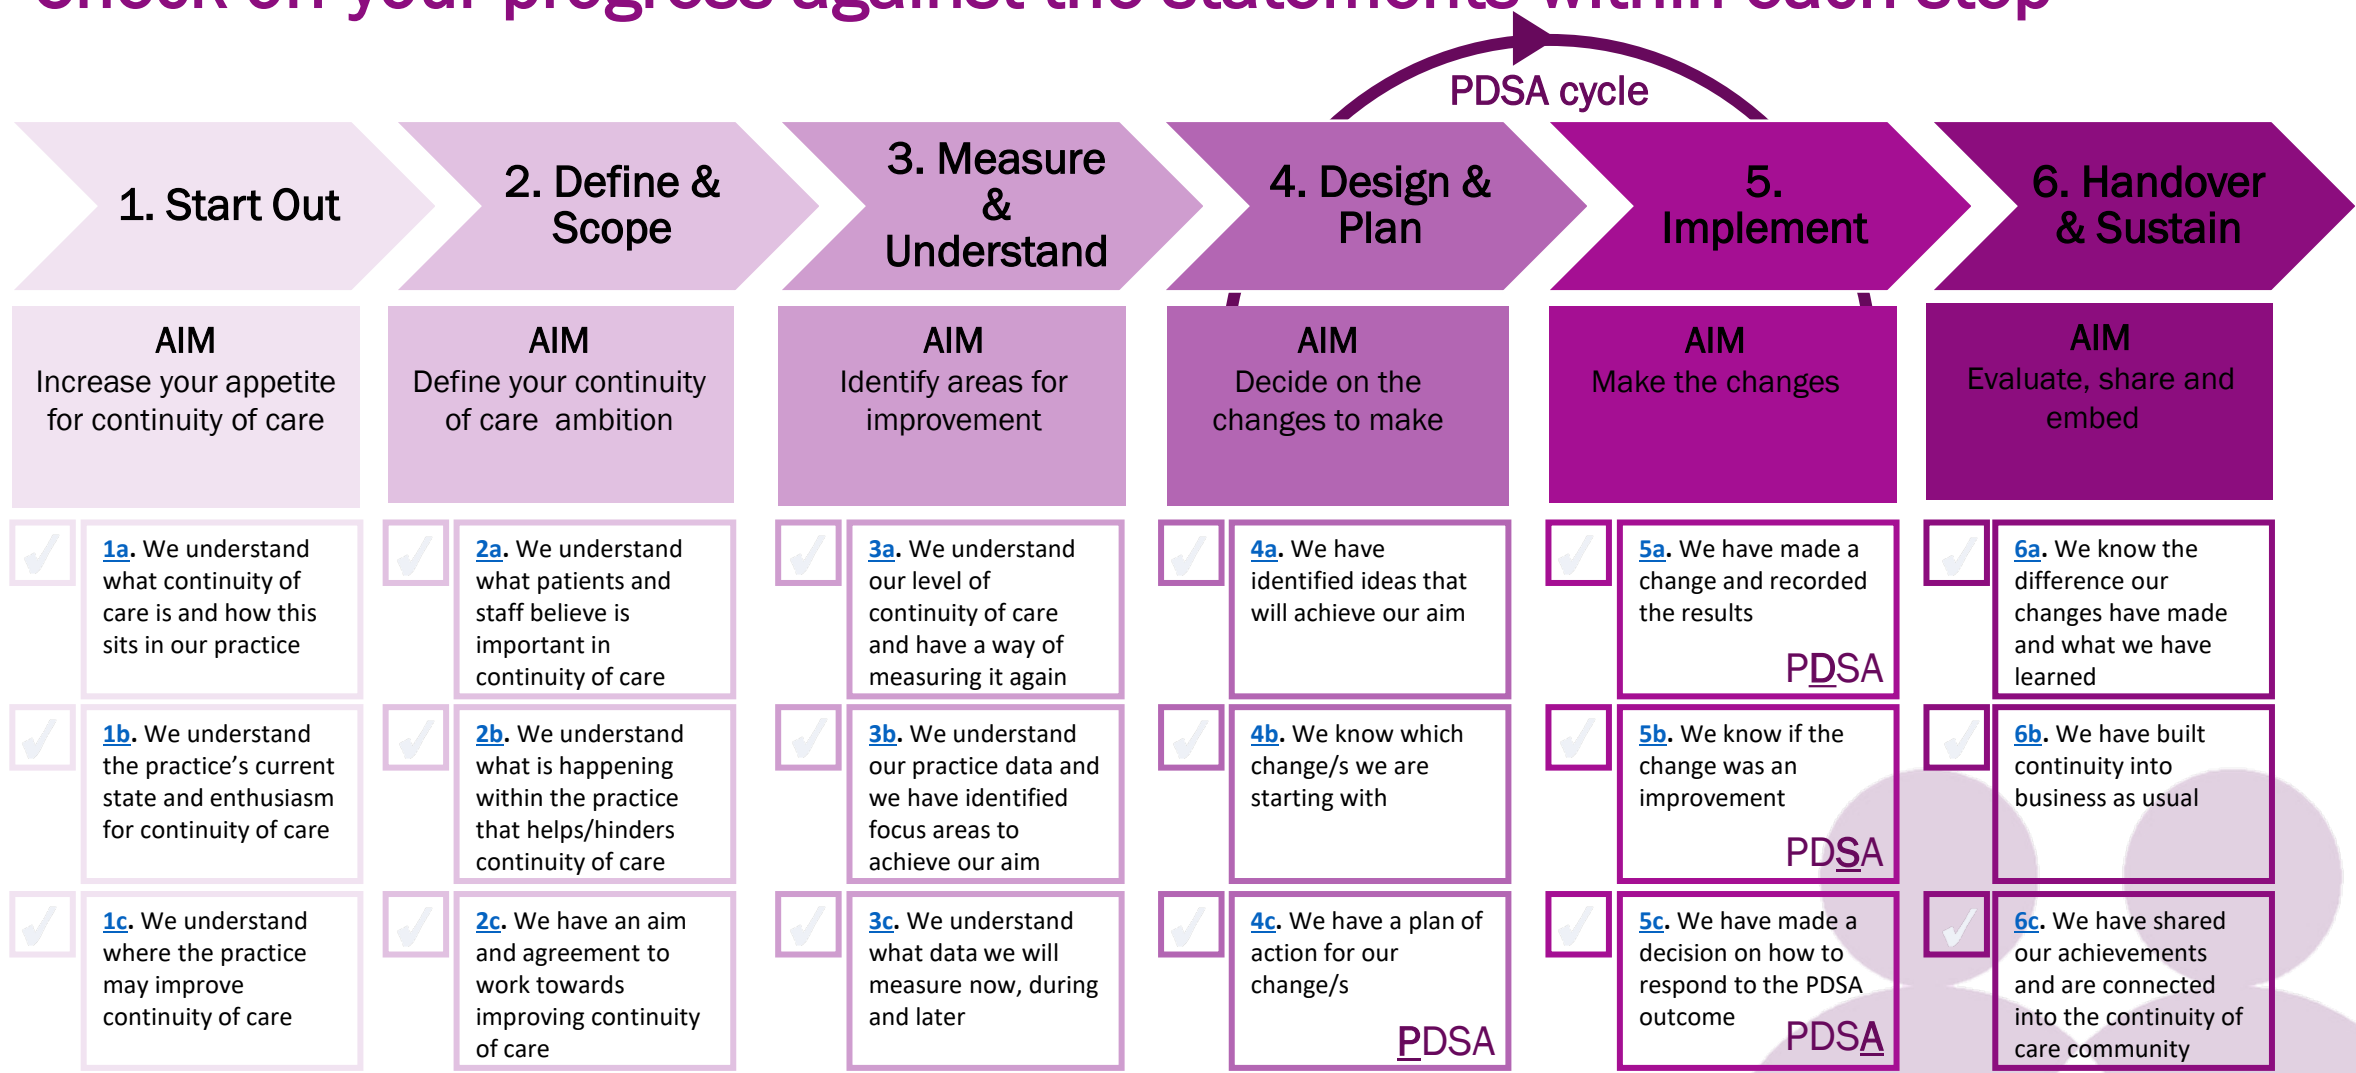 check off your progress against the statements within each step
PDSA cycle
1. Start Out
2. Define &
Scope
3. Measure
&
Understand
4. Design &
Plan
5.
Implement
6. Handover
& Sustain
AIM
Increase your appetite
for continuity of care
AIM
Define your continuity
of care  ambition
AIM
Identify areas for
improvement
AIM
Decide on the
changes to make
AIM
Make the changes
AIM
Evaluate, share and
embed
1a. We understand
what continuity of
care is and how this
sits in our practice
2a. We understand
what patients and
staff believe is
important in
continuity of care
3a. We understand
our level of
continuity of care
and have a way of
measuring it again
4a. We have
identified ideas that
will achieve our aim
5a. We have made a
change and recorded
the results
PDSA
6a. We know the
difference our
changes have made
and what we have
learned
1b. We understand
the practice’s current
state and enthusiasm
for continuity of care
2b. We understand
what is happening
within the practice
that helps/hinders
continuity of care
3b. We understand
our practice data and
we have identified
focus areas to
achieve our aim
4b. We know which
change/s we are
starting with
5b. We know if the
change was an
improvement
PDSA
6b. We have built
continuity into
business as usual
1c. We understand
where the practice
may improve
continuity of care
2c. We have an aim
and agreement to
work towards
improving continuity
of care
3c. We understand
what data we will
measure now, during
and later
4c. We have a plan of
action for our
change/s
PDSA
5c. We have made a
decision on how to
respond to the PDSA
outcome
PDSA
6c. We have shared
our achievements
and are connected
into the continuity of
care community